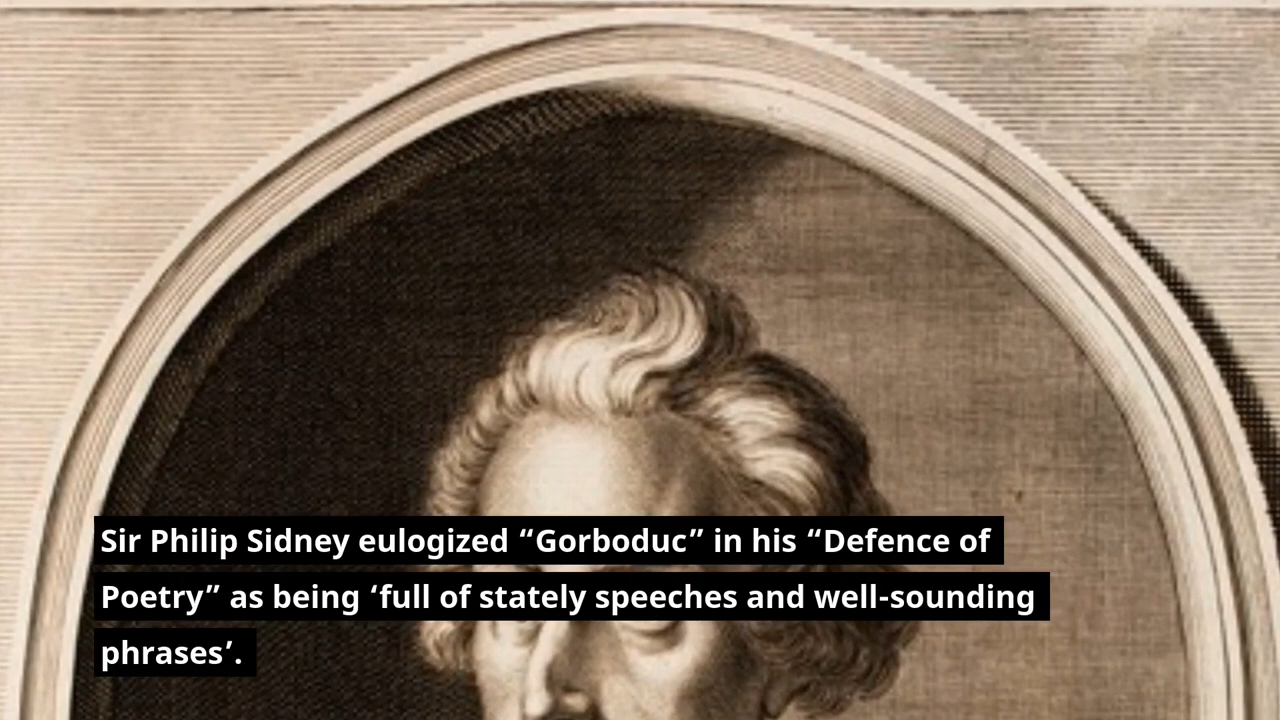 Sir Philip Sidney eulogized “Gorboduc” in his “Defence of
Poetry” as being ‘full of stately speeches and well-sounding
phrases’.